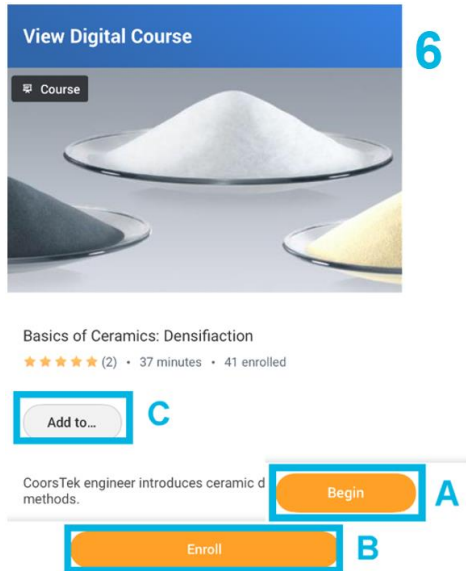 View Digital Course
6
Course
Basics of Ceramics: Densifiaction
(2) • 37 minutes • 41 enrolled
Add to...
C
CoorsTek engineer introduces ceramic d
methods.
Begin
A
Enroll
B